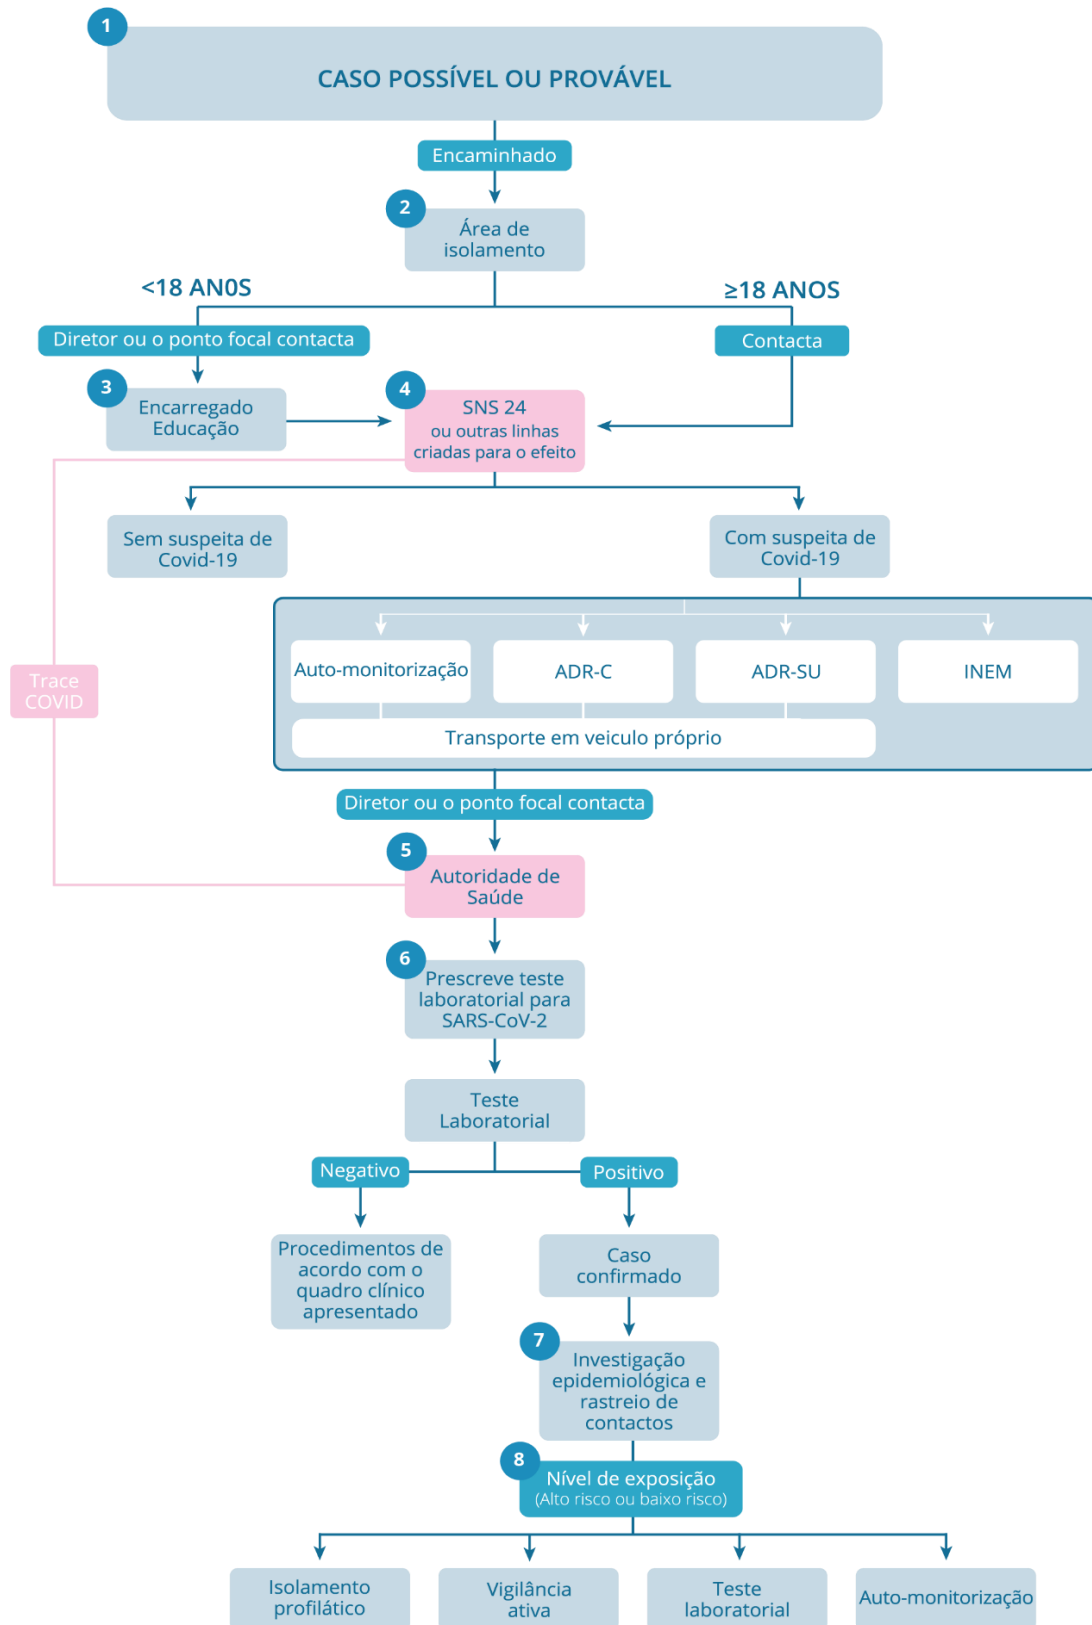 1
CASO POSSÍVEL OU PROVÁVEL
Encaminhado
2
Área de
isolamento
<18 AN0S
≥18 ANOS
Diretor ou o ponto focal contacta
Contacta
3
Encarregado
Educação
4
SNS 24
ou outras linhas
criadas para o efeito
Sem suspeita de
Covid-19
Com suspeita de
Covid-19
Trace
COVID
Auto-monitorização
ADR-C
ADR-SU
INEM
Transporte em veiculo próprio
Diretor ou o ponto focal contacta
5
Autoridade de
Saúde
6
Prescreve teste
laboratorial para
SARS-CoV-2
Teste
Laboratorial
Negativo
Positivo
Procedimentos de
acordo com o
quadro clínico
apresentado
Caso
confirmado
7
Investigação
epidemiológica e
rastreio de
contactos
8
Nível de exposição
(Alto risco ou baixo risco)
Isolamento
profilático
Vigilância
ativa
Teste
laboratorial
Auto-monitorização